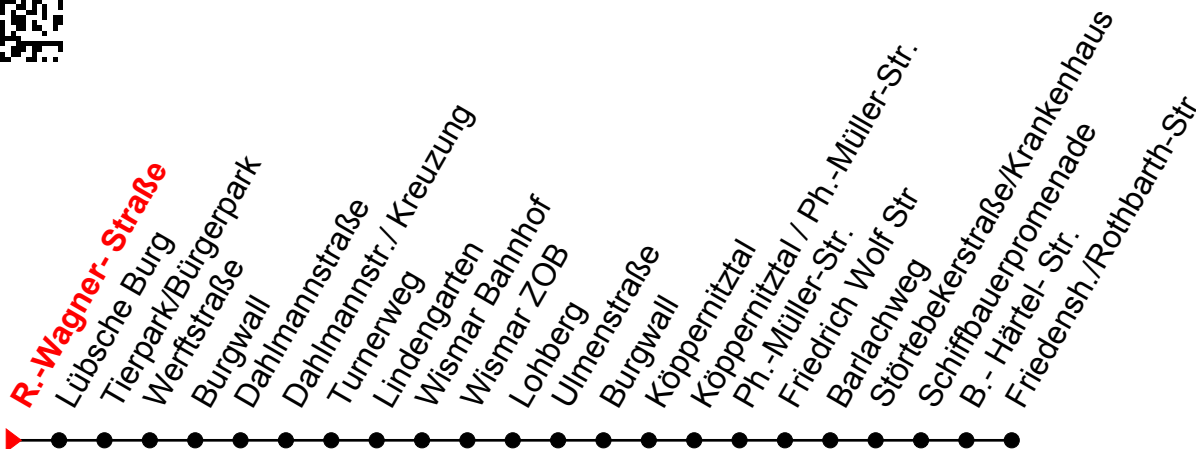 R.-Wagner- Straße
Lübsche Burg
Tierpark/Bürgerpark
Werftstraße
Burgwall
Dahlmannstraße
Dahlmannstr./ Kreuzung
Turnerweg
Lindengarten
Wismar Bahnhof
Wismar ZOB
Lohberg
Ulmenstraße
Burgwall
Köppernitztal
Köppernitztal / Ph.-Müller-Str.
Ph.-Müller-Str.
Friedrich Wolf Str
Barlachweg
Störtebekerstraße/Krankenhaus
Schiffbauerpromenade
B.- Härtel- Str.
Friedensh./Rothbarth-Str